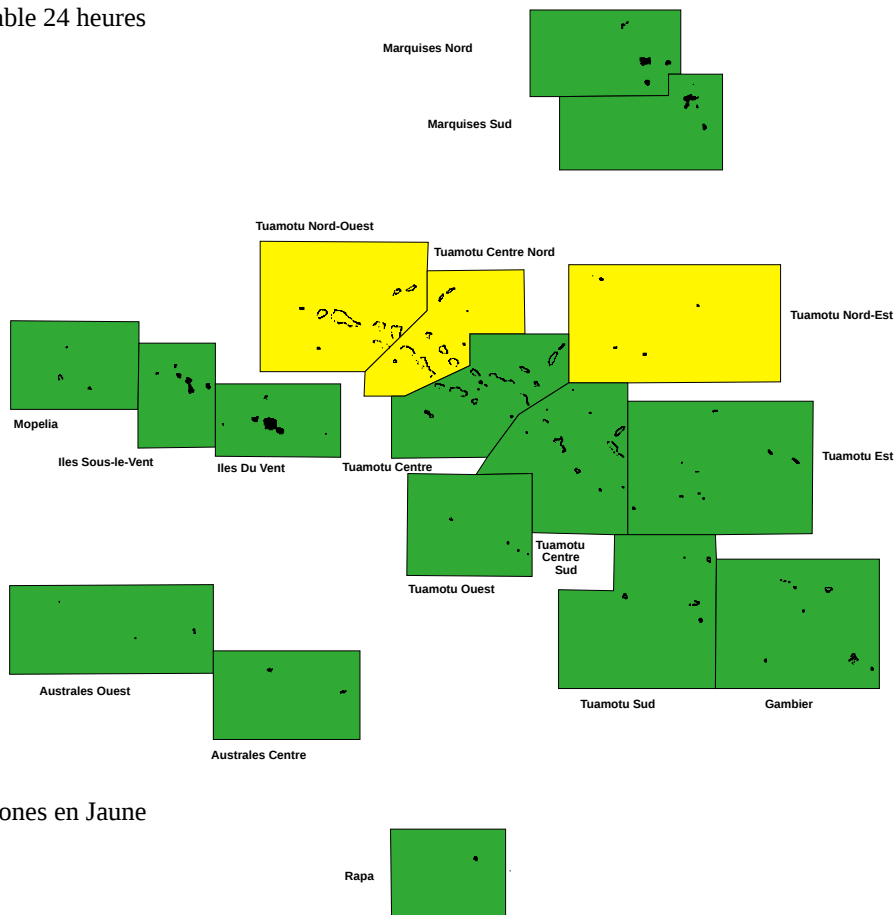 able 24 heures
Marquises Nord
Marquises Sud
Tuamotu Nord-Ouest
Tuamotu Centre Nord
Tuamotu Nord-Est
Mopelia
Iles Sous-le-Vent
Iles Du Vent
Tuamotu Centre
Tuamotu Est
Tuamotu
Centre
Sud
Tuamotu Ouest
Australes Ouest
Tuamotu Sud
Gambier
Australes Centre
ones en Jaune
Rapa